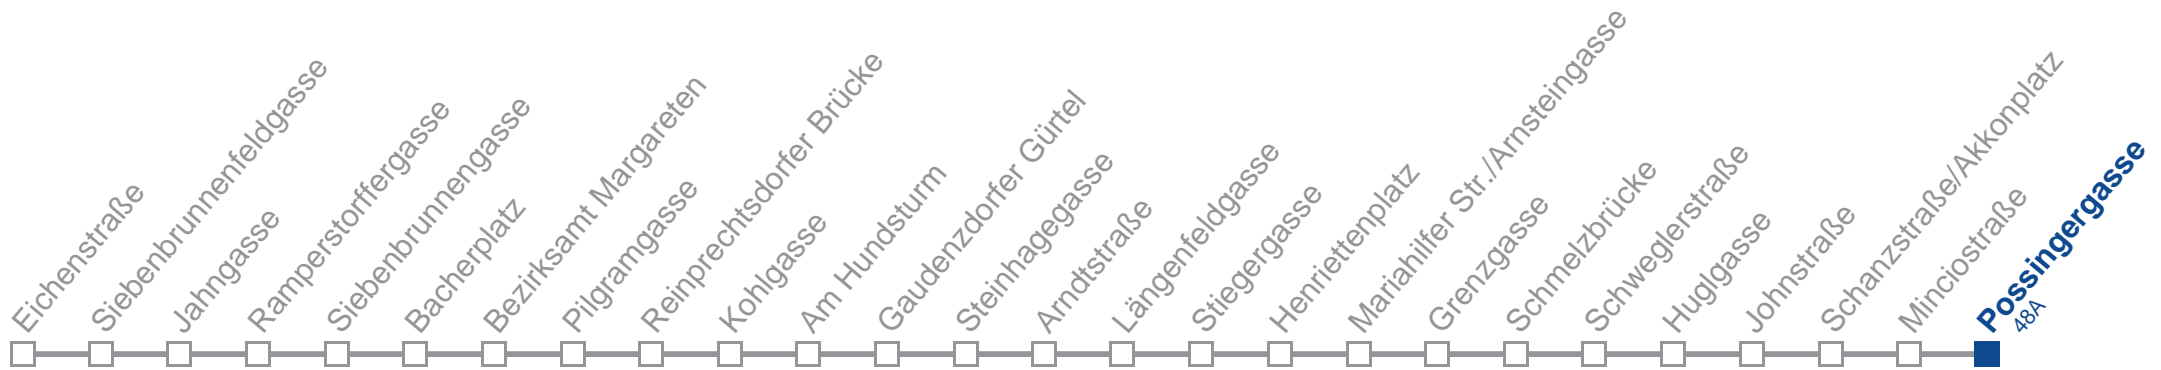 Eichenstraße
Siebenbrunnenfeldgasse
Jahngasse
Ramperstorffergasse
Siebenbrunnengasse
Bacherplatz
Bezirksamt Margareten
Pilgramgasse
Reinprechtsdorfer Brücke
Kohlgasse
Am Hundsturm
Gaudenzdorfer Gürtel
Steinhagegasse
Arndtstraße
Längenfeldgasse
Stiegergasse
Henriettenplatz
Mariahilfer Str./Arnsteingasse
Grenzgasse
Schmelzbrücke
Schweglerstraße
Huglgasse
Johnstraße
Schanzstraße/Akkonplatz
Minciostraße
Possingergasse
48A